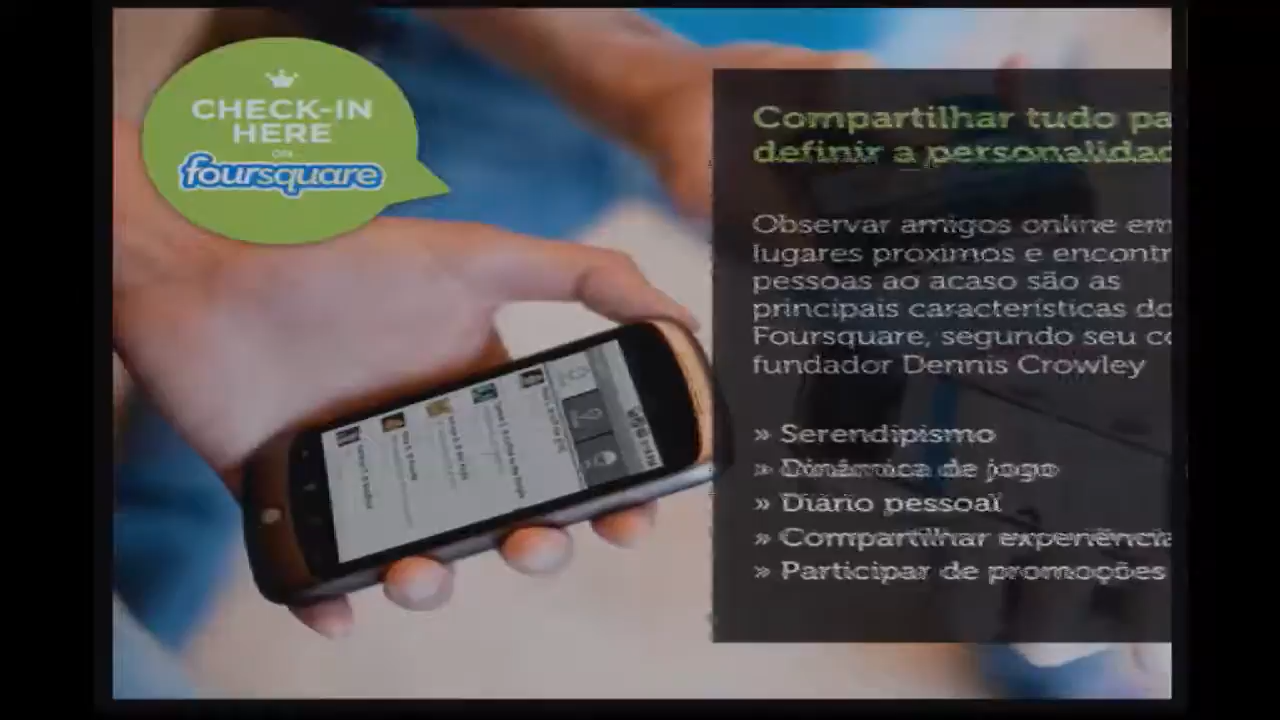 CHECK-IN
HERE
ON
foursquare
Compartilhar tudo pa
definir a personalidad
Observar amigos online em
lugares proximos e encontr
pessoas ao acaso são as
principais características do
Foursquare, segundo seu co
fundador Dennis Crowley
» Serendipismo
» Dinâmica de jogo
» Diário pessoal
» Compartilhar experiência
» Participar de promoções